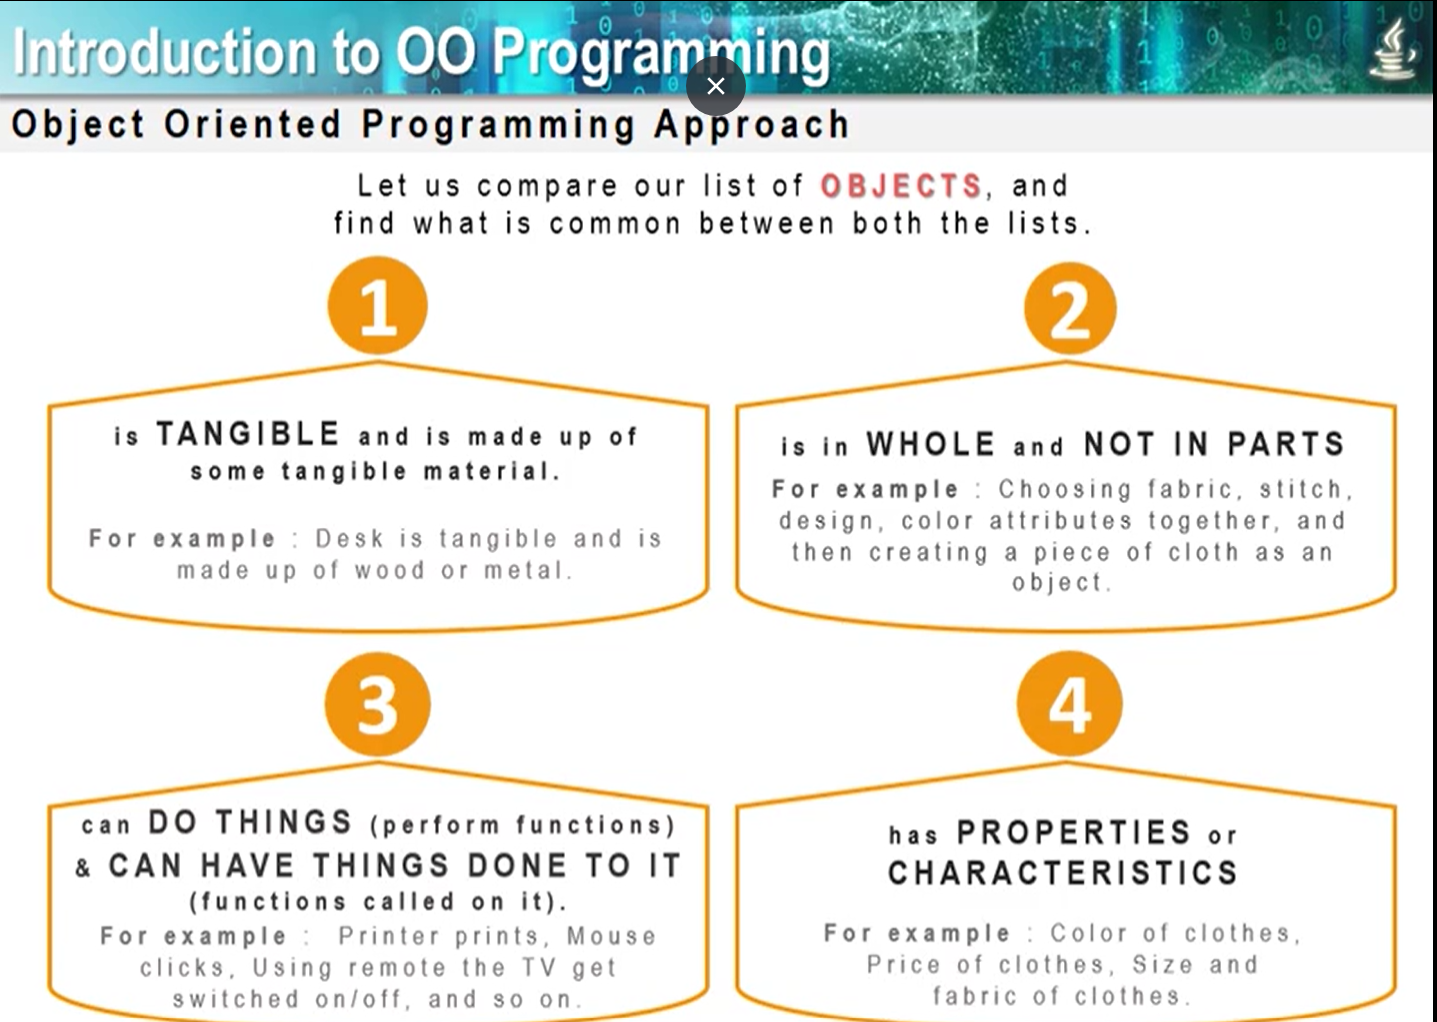 Introduction to OO Programming
Object Oriented Programming Approach
Let us compare our list of OBJECTS, and
find what is common between both the lists.
1
is TANGIBLE and is made up of
some tangible material.
For example : Desk is tangible and is
made up of wood or metal.
2
is in WHOLE and NOT IN PARTS
For example : Choosing fabric, stitch,
design, color attributes together, and
then creating a piece of cloth as an
object.
3
can DO THINGS (perform functions)
& CAN HAVE THINGS DONE TO IT
(functions called on it).
For example : Printer prints, Mouse
clicks, Using remote the TV get
switched on/off, and so on.
4
has PROPERTIES or
CHARACTERISTICS
For example : Color of clothes,
Price of clothes, Size and
fabric of clothes.